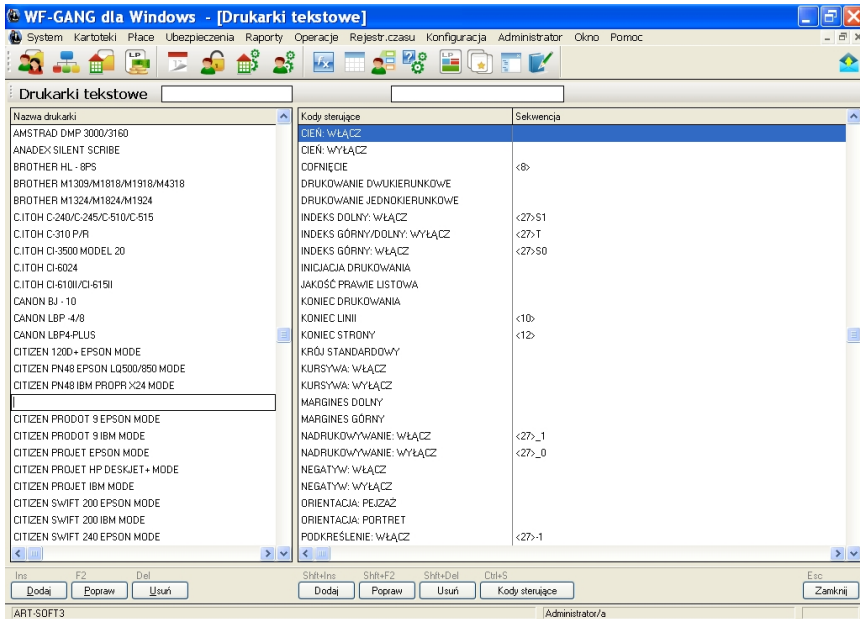 WF-GANG dla Windows - [Drukarki tekstowe]
System Kartoteki Płace Ubezpieczenia Raporty Operacje Rejestr.czasu Konfiguracja Administrator Okno Pomoc
Drukarki tekstowe
Nazwa drukarki
AMSTRAD DMP 3000/3160
ANADEX SILENT SCRIBE
BROTHER HL - 8PS
BROTHER M1309/M1818/M1918/M4318
BROTHER M1324/M1824/M1924
C.ITOH C-240/C-245/C-510/C-515
C.ITOH C-310 P/R
C.ITOH CI-3500 MODEL 20
C.ITOH CI-6024
C.ITOH CI-610II/CI-615II
CANON BJ - 10
CANON LBP -4/8
CANON LBP4-PLUS
CITIZEN 120D+ EPSON MODE
CITIZEN PN48 EPSON LQ500/850 MODE
CITIZEN PN48 IBM PROPR X24 MODE
CITIZEN PRODOT 9 EPSON MODE
CITIZEN PRODOT 9 IBM MODE
CITIZEN PROJET EPSON MODE
CITIZEN PROJET HP DESKJET+ MODE
CITIZEN PROJET IBM MODE
CITIZEN SWIFT 200 EPSON MODE
CITIZEN SWIFT 200 IBM MODE
CITIZEN SWIFT 240 EPSON MODE
Kody sterujące Sekwencja
CIEŃ: WŁĄCZ
CIEŃ: WYŁĄCZ
COFNIĘCIE <8>
DRUKOWANIE DWUKIERUNKOWE
DRUKOWANIE JEDNOKIERUNKOWE
INDEKS DOLNY: WŁĄCZ <27>S1
INDEKS GÓRNY/DOLNY: WYŁĄCZ <27>T
INDEKS GÓRNY: WŁĄCZ <27>S0
INICJACJA DRUKOWANIA
JAKOŚĆ PRAWIE LISTOWA
KONIEC DRUKOWANIA
KONIEC LINII <10>
KONIEC STRONY <12>
KRÓJ STANDARDOWY
KURSYWA: WŁĄCZ
KURSYWA: WYŁĄCZ
MARGINES DOLNY
MARGINES GÓRNY
NADRUKOWYWANIE: WŁĄCZ <27>_1
NADRUKOWYWANIE: WYŁĄCZ <27>_0
NEGATYW: WŁĄCZ
NEGATYW: WYŁĄCZ
ORIENTACJA: PEJZAŻ
ORIENTACJA: PORTRET
PODKREŚLENIE: WŁĄCZ <27>-1
Ins F2 Del Shft+Ins Shft+F2 Shft+Del Ctrl+S Esc
Dodaj Popraw Usuń Dodaj Popraw Usuń Kody sterujące Zamknij
ART-SOFT3 Administrator/a